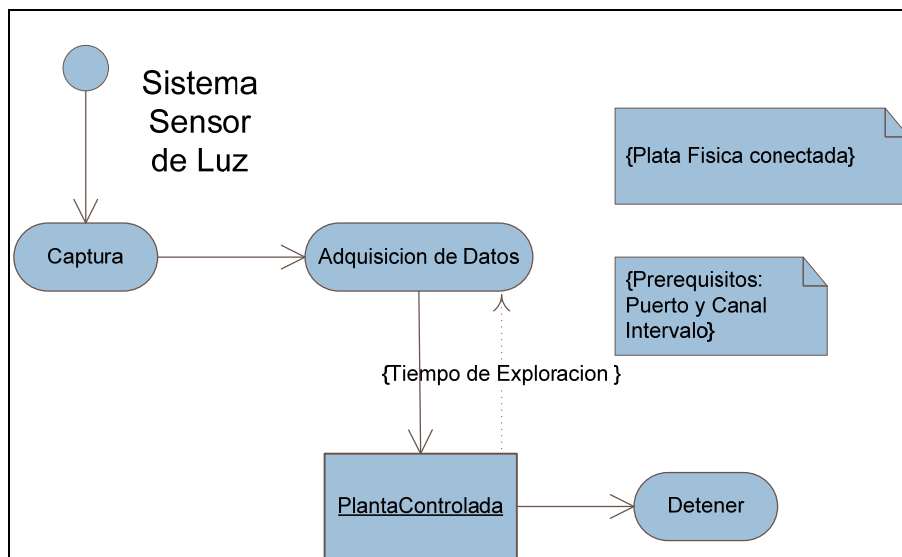 Sistema
Sensor
de Luz
{Plata Fisica conectada}
Captura
Adquisicion de Datos
{Prerequisitos:
Puerto y Canal
Intervalo}
{Tiempo de Exploracion }
PlantaControlada
Detener